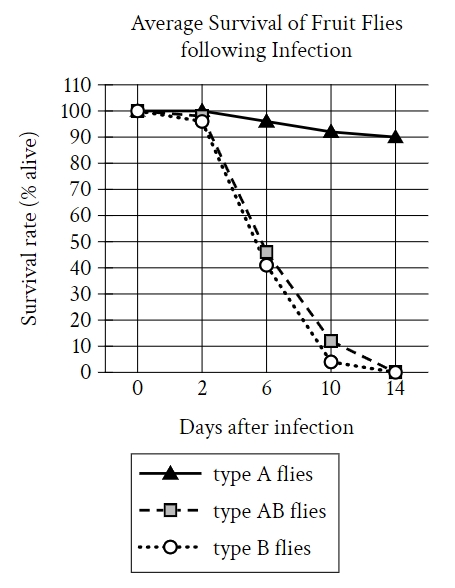 Average Survival of Fruit Flies
following Infection
Survival rate (% alive)
110
100
90
80
70
60
50
40
30
20
10
0
0 2 6 10 14
Days after infection
type A flies
type AB flies
type B flies